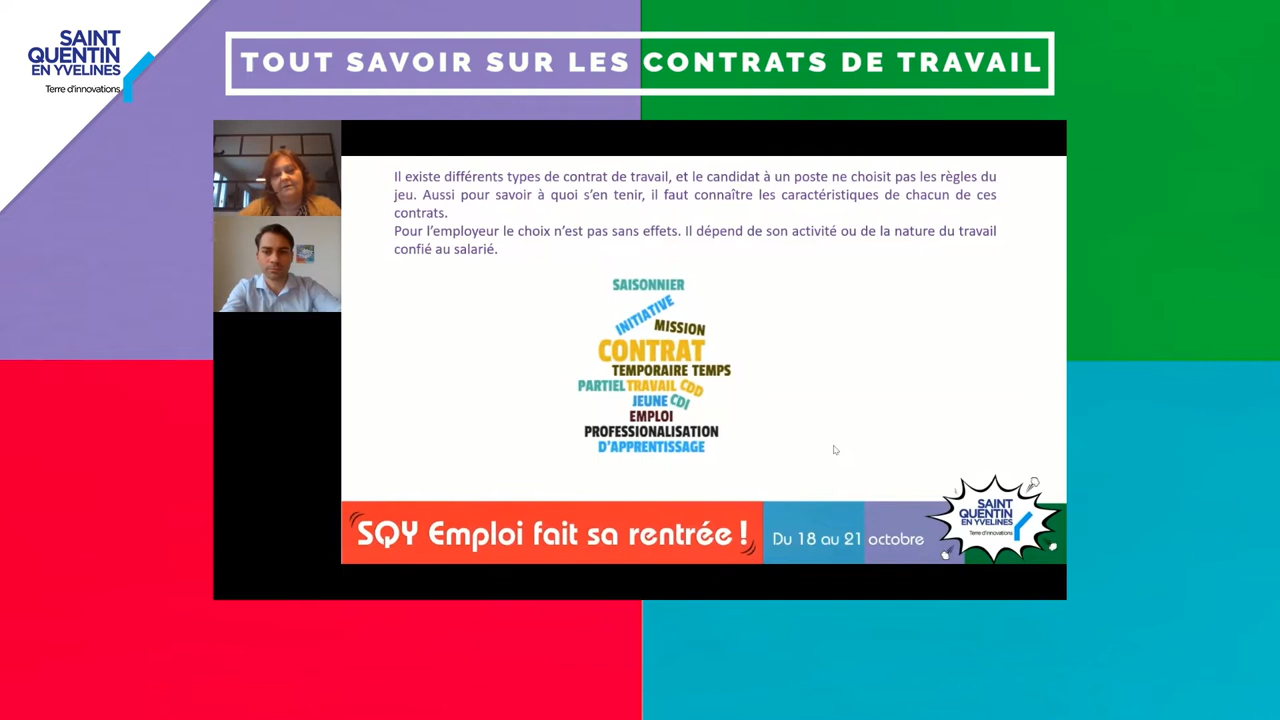 SAINT
QUENTIN
EN YVELINES
Terre d'innovations
TOUT SAVOIR SUR LES CONTRATS DE TRAVAIL
Il existe différents types de contrat de travail, et le candidat à un poste ne choisit pas les règles du
jeu. Aussi pour savoir à quoi s'en tenir, il faut connaître les caractéristiques de chacun de ces
contrats.
Pour l'employeur le choix n'est pas sans effets. Il dépend de son activité ou de la nature du travail
confié au salarié.
SAISONNIER
INITIATIVE
MISSION
CONTRAT
TEMPORAIRE TEMPS
PARTIEL TRAVAIL CDD
JEUNE CDI
EMPLOI
PROFESSIONALISATION
D'APPRENTISSAGE
SQY Emploi fait sa rentrée !
Du 18 au 21 octobre
SAINT
QUENTIN
EN YVELINES
Terre d'innovations